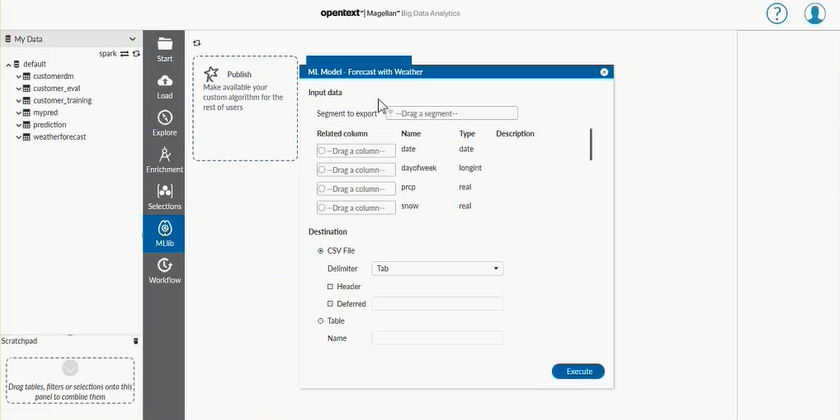 opentext™ | Magellan™ Big Data Analytics
?
My Data
spark
default
customerdm
customer_eval
customer_training
mypred
prediction
weatherforecast
Scratchpad
Drag tables, filters or selections onto this
panel to combine them
Start
Load
Explore
Enrichment
Selections
MLlib
Workflow
Publish
Make available your
custom algorithm for the
rest of users
ML Model - Forecast with Weather
Input data
Segment to export --Drag a segment--
Related column Name Type Description
--Drag a column-- date date
--Drag a column-- dayofweek longint
--Drag a column-- prcp real
--Drag a column-- snow real
Destination
CSV File
Delimiter Tab
Header
Deferred
Table
Name
Execute